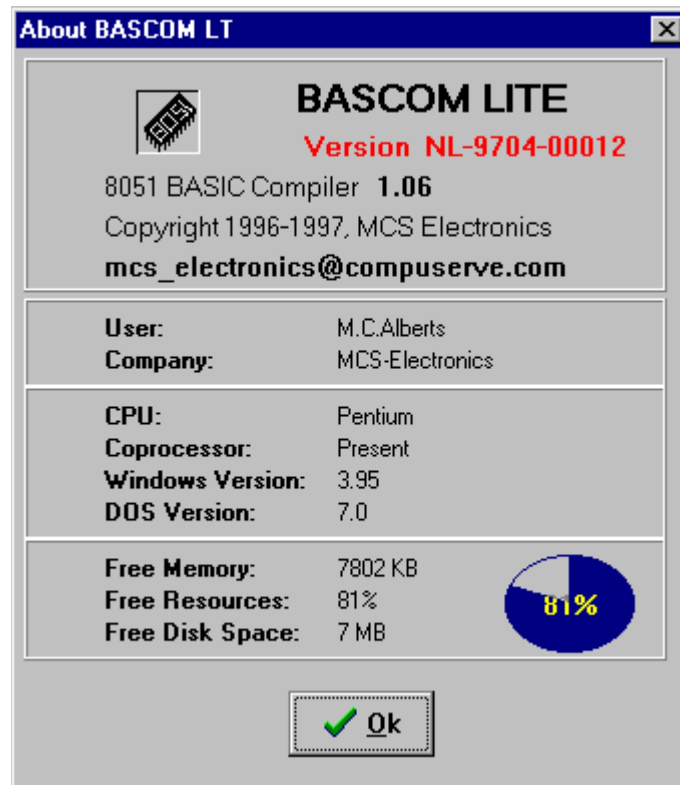 About BASCOM LT
BASCOM LITE
Version NL-9704-00012
8051 BASIC Compiler 1.06
Copyright 1996-1997, MCS Electronics
mcs_electronics@compuserve.com
User: M.C.Alberts
Company: MCS-Electronics
CPU: Pentium
Coprocessor: Present
Windows Version: 3.95
DOS Version: 7.0
Free Memory: 7802 KB
Free Resources: 81%
Free Disk Space: 7 MB
81%
Ok